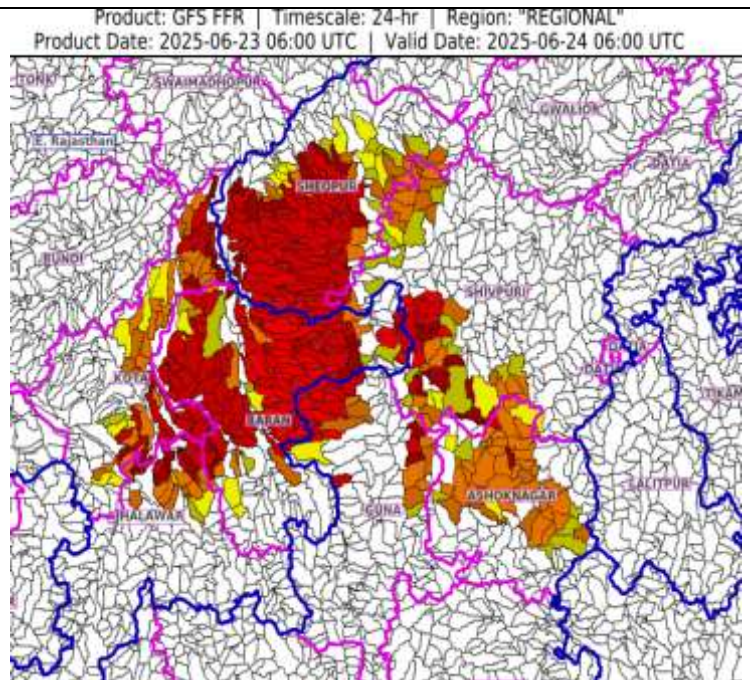 Product: GFS FFR | Timescale: 24-hr | Region: "REGIONAL"
Product Date: 2025-06-23 06:00 UTC | Valid Date: 2025-06-24 06:00 UTC
TONK
SWAIMADHOPUR
GWALIOR
E. Rajasthan
DATIA
SHEOPUR
BUNDI
SHIVPURI
KOTA
TIKAM
BARAN
LALITPUR
ASHOKNAGAR
GUNA
JHALAWAR